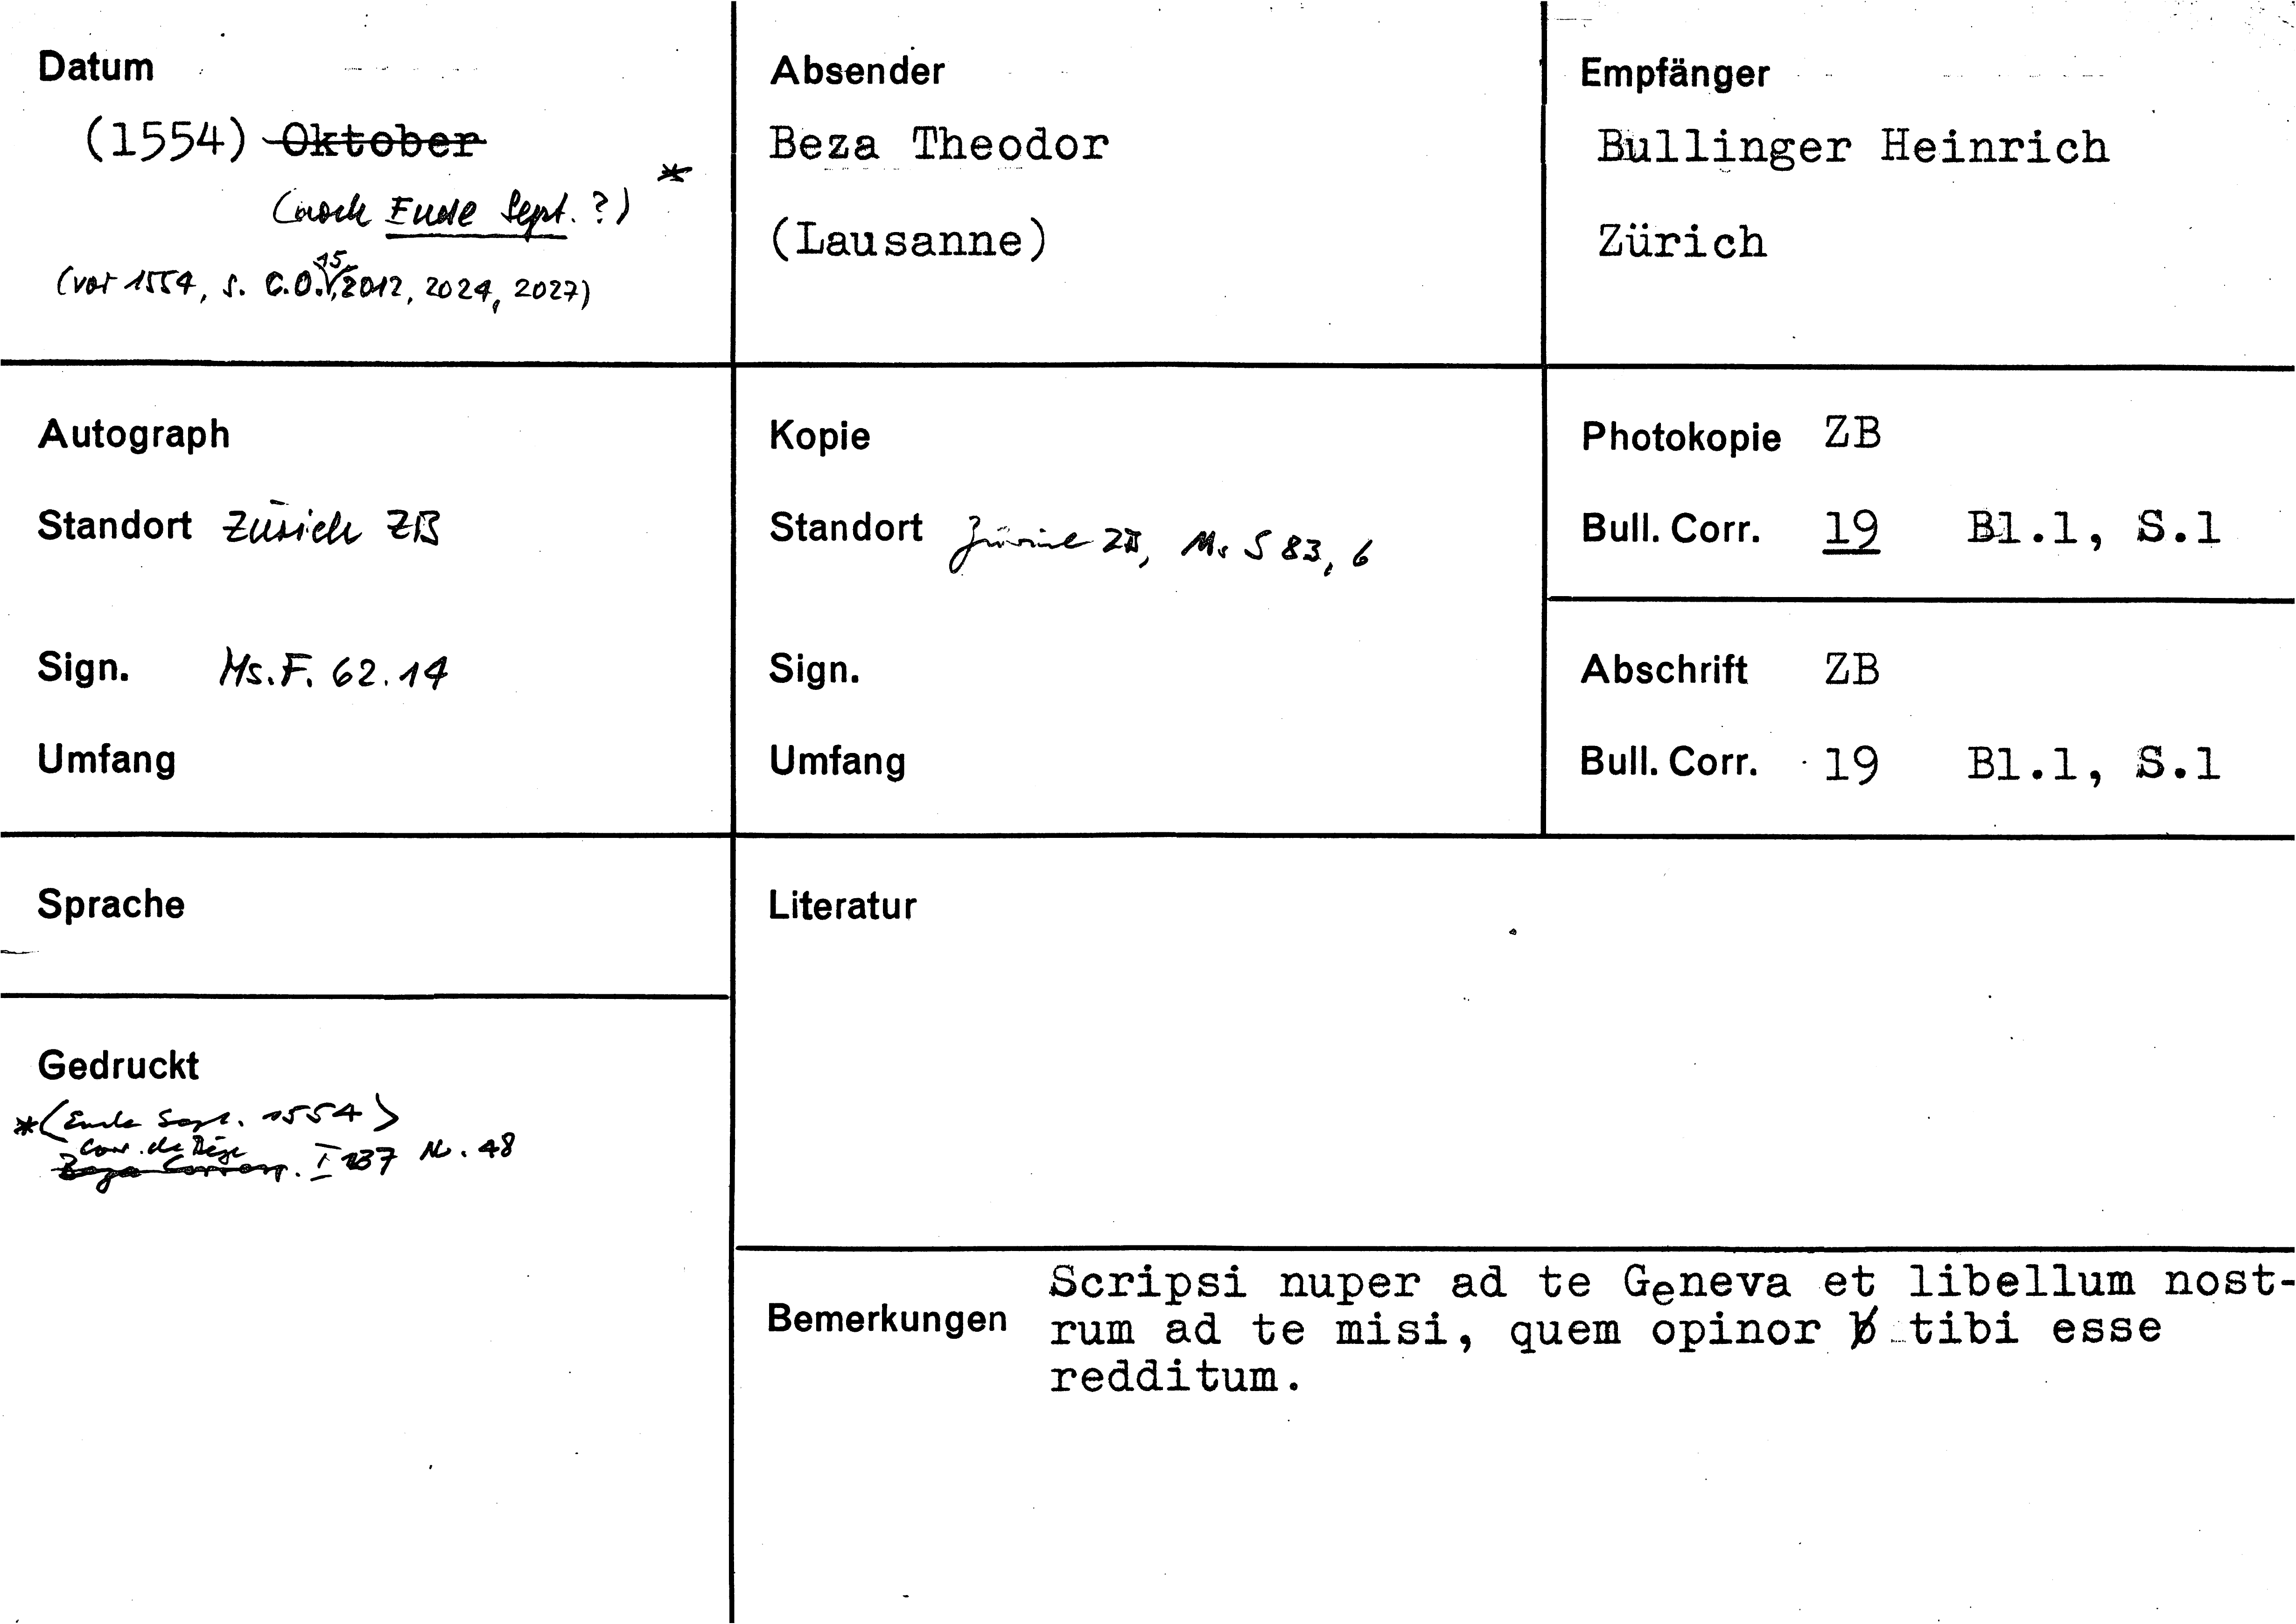 Datum
(1554) Oktober
(noch Ende Sept. ?) *
(vor 1554, s. C.O. 15, 2012, 2024, 2027)
Absender
Beza Theodor
(Lausanne)
Empfänger
Bullinger Heinrich
Zürich
Autograph
Standort Zürich ZB
Sign. Ms.F. 62.14
Umfang
Kopie
Standort Zürich ZB, Ms S 83, 6
Sign.
Umfang
Photokopie ZB
Bull. Corr. 19 Bl.1, S.1
Abschrift ZB
Bull. Corr. 19 Bl.1, S.1
Sprache
Gedruckt
*(Ende Sept. 1554)
Corr. de Bèze
Beza Corresp. I 137 Nr. 48
Literatur
Bemerkungen
Scripsi nuper ad te Geneva et libellum nost-
rum ad te misi, quem opinor tibi esse
redditum.